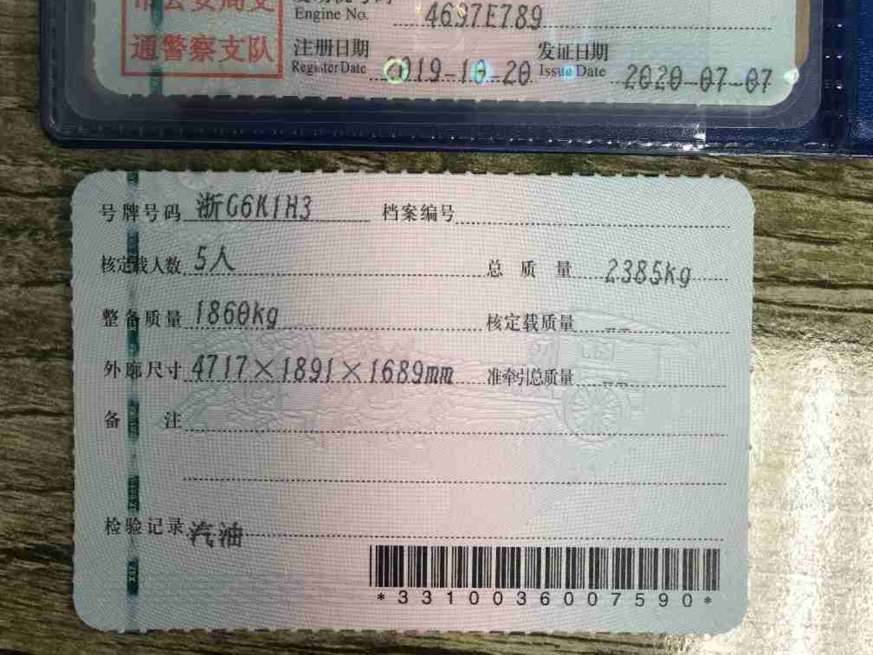 Engine No. 4697E789
通警察支队
注册日期 发证日期
Register Date 2019-10-20 Issue Date 2020-07-07
号牌号码 浙G6K1H3 档案编号
核定载人数 5人 总质量 2385kg
整备质量 1860kg 核定载质量 --
外廓尺寸 4717×1891×1689mm 准牵引总质量 --
备注
检验记录 汽油
*3310036007590*